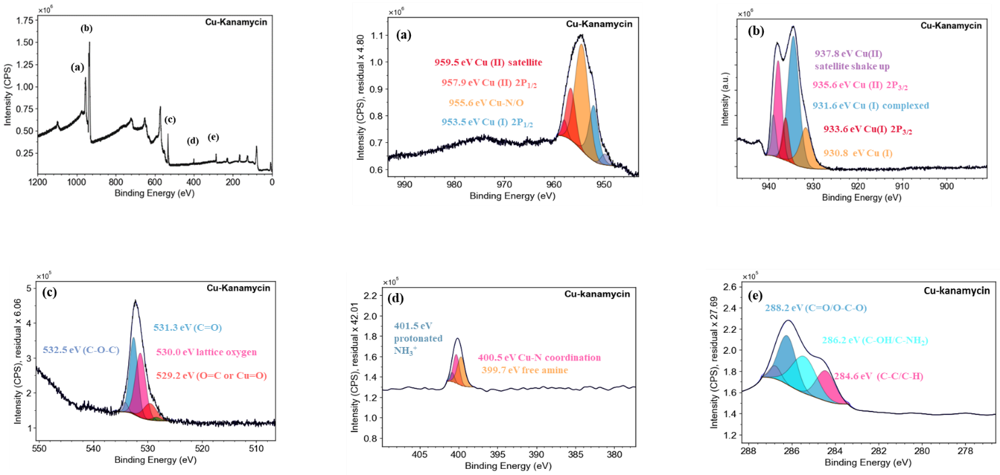 ×10⁶
Cu-Kanamycin
(b)
(a)
(c)
(d)
(e)
Intensity (CPS)
1.75
1.50
1.25
1.00
0.75
0.50
0.25
1200 1000 800 600 400 200 0
Binding Energy (eV)
×10⁶
(a)
Cu-Kanamycin
959.5 eV Cu (II) satellite
957.9 eV Cu (II) 2P1/2
955.6 eV Cu-N/O
953.5 eV Cu (I) 2P1/2
Intensity (CPS), residual x 4.80
1.1
1.0
0.9
0.8
0.7
0.6
990 980 970 960 950
Binding Energy (eV)
×10⁶
(b)
Cu-Kanamycin
937.8 eV Cu(II)
satellite shake up
935.6 eV Cu (II) 2P3/2
931.6 eV Cu (I) complexed
933.6 eV Cu(I) 2P3/2
930.8 eV Cu (I)
Intensity (a.u.)
940 930 920 910 900
Binding Energy (eV)
×10⁵
(c)
Cu-Kanamycin
531.3 eV (C=O)
532.5 eV (C-O-C)
530.0 eV lattice oxygen
529.2 eV (O=C or Cu=O)
Intensity (CPS), residual x 6.06
5
4
3
2
1
550 540 530 520 510
Binding Energy (eV)
×10⁵
(d)
Cu-kanamycin
401.5 eV
protonated
NH3+
400.5 eV Cu-N coordination
399.7 eV free amine
Intensity (CPS), residual x 42.01
2.2
2.0
1.8
1.6
1.4
1.2
1.0
0.8
405 400 395 390 385 380
Binding Energy (eV)
×10⁵
(e)
Cu-kanamycin
288.2 eV (C=O/O-C-O)
286.2 eV (C-OH/C-NH2)
284.6 eV (C-C/C-H)
Intensity (CPS), residual x 27.69
2.6
2.4
2.2
2.0
1.8
1.6
1.4
1.2
288 286 284 282 280 278
Binding Energy (eV)